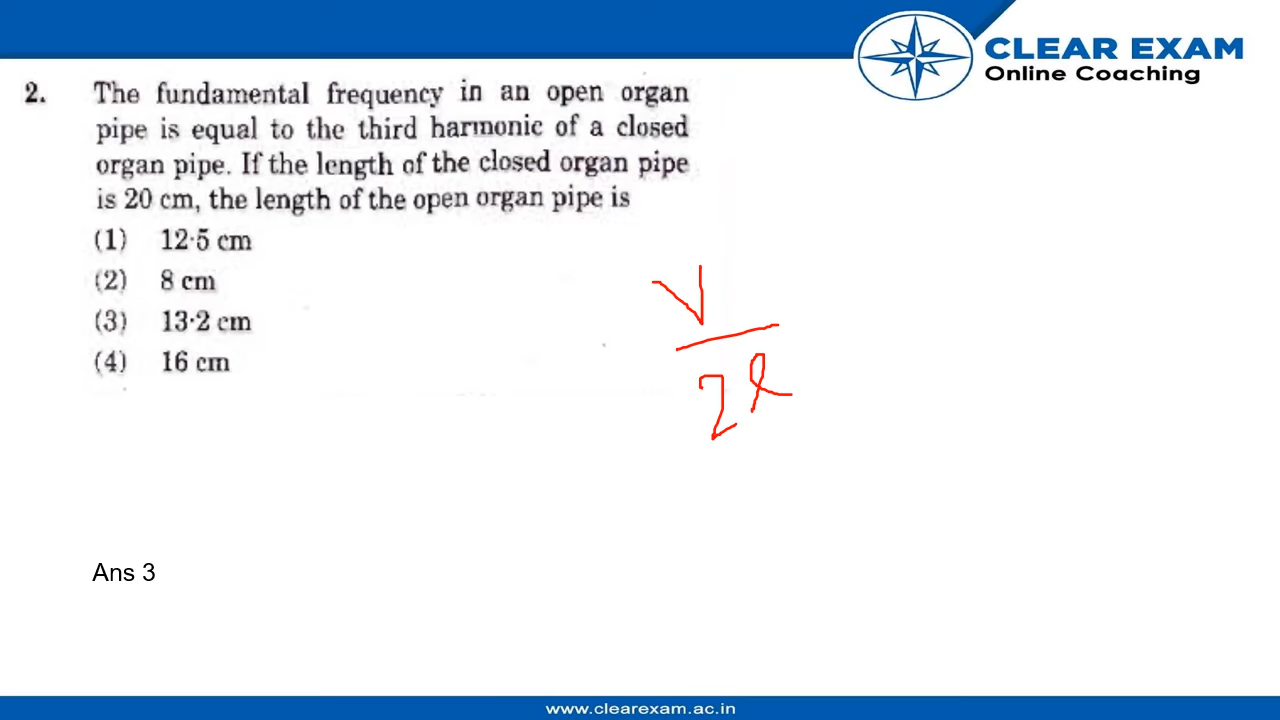 CLEAR EXAM
Online Coaching
2. The fundamental frequency in an open organ
pipe is equal to the third harmonic of a closed
organ pipe. If the length of the closed organ pipe
is 20 cm, the length of the open organ pipe is
(1) 12·5 cm
(2) 8 cm
(3) 13·2 cm
(4) 16 cm
V
2l
Ans 3
www.clearexam.ac.in